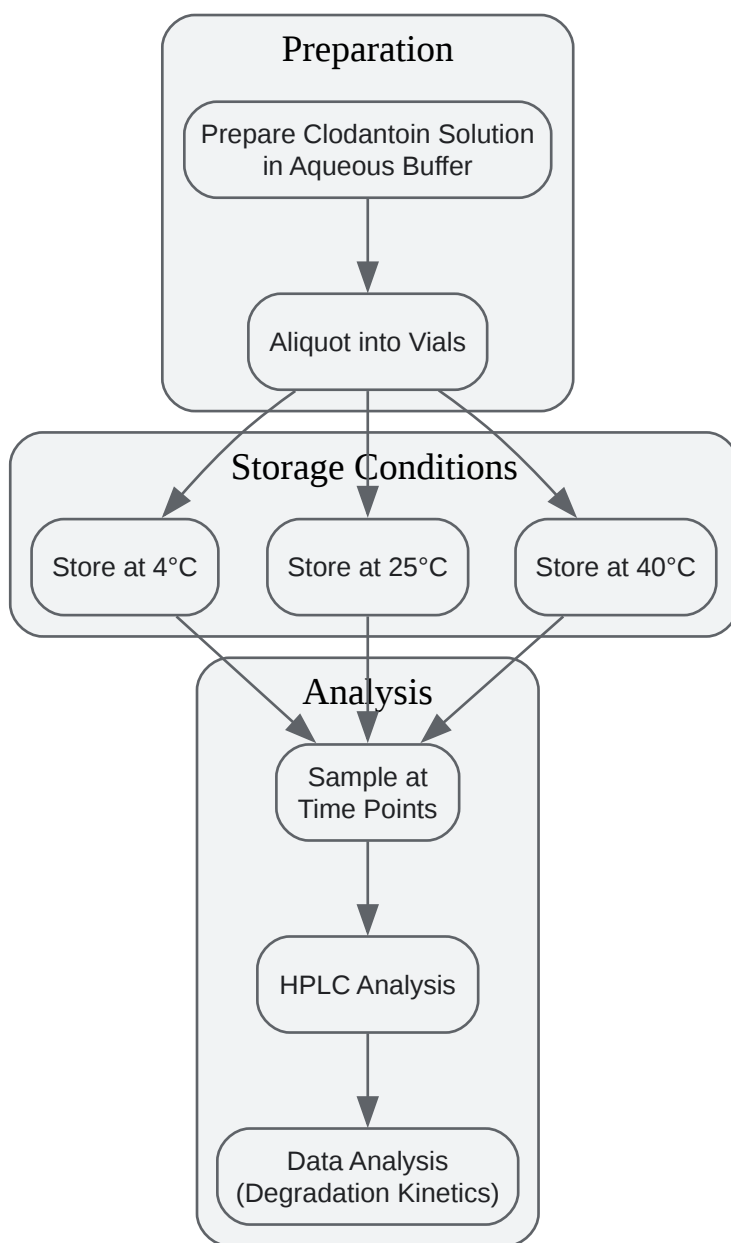 Preparation
Prepare Clodantoin Solution
in Aqueous Buffer
Aliquot into Vials
Storage Conditions
Store at 4°C
Store at 25°C
Store at 40°C
Analysis
Sample at
Time Points
HPLC Analysis
Data Analysis
(Degradation Kinetics)